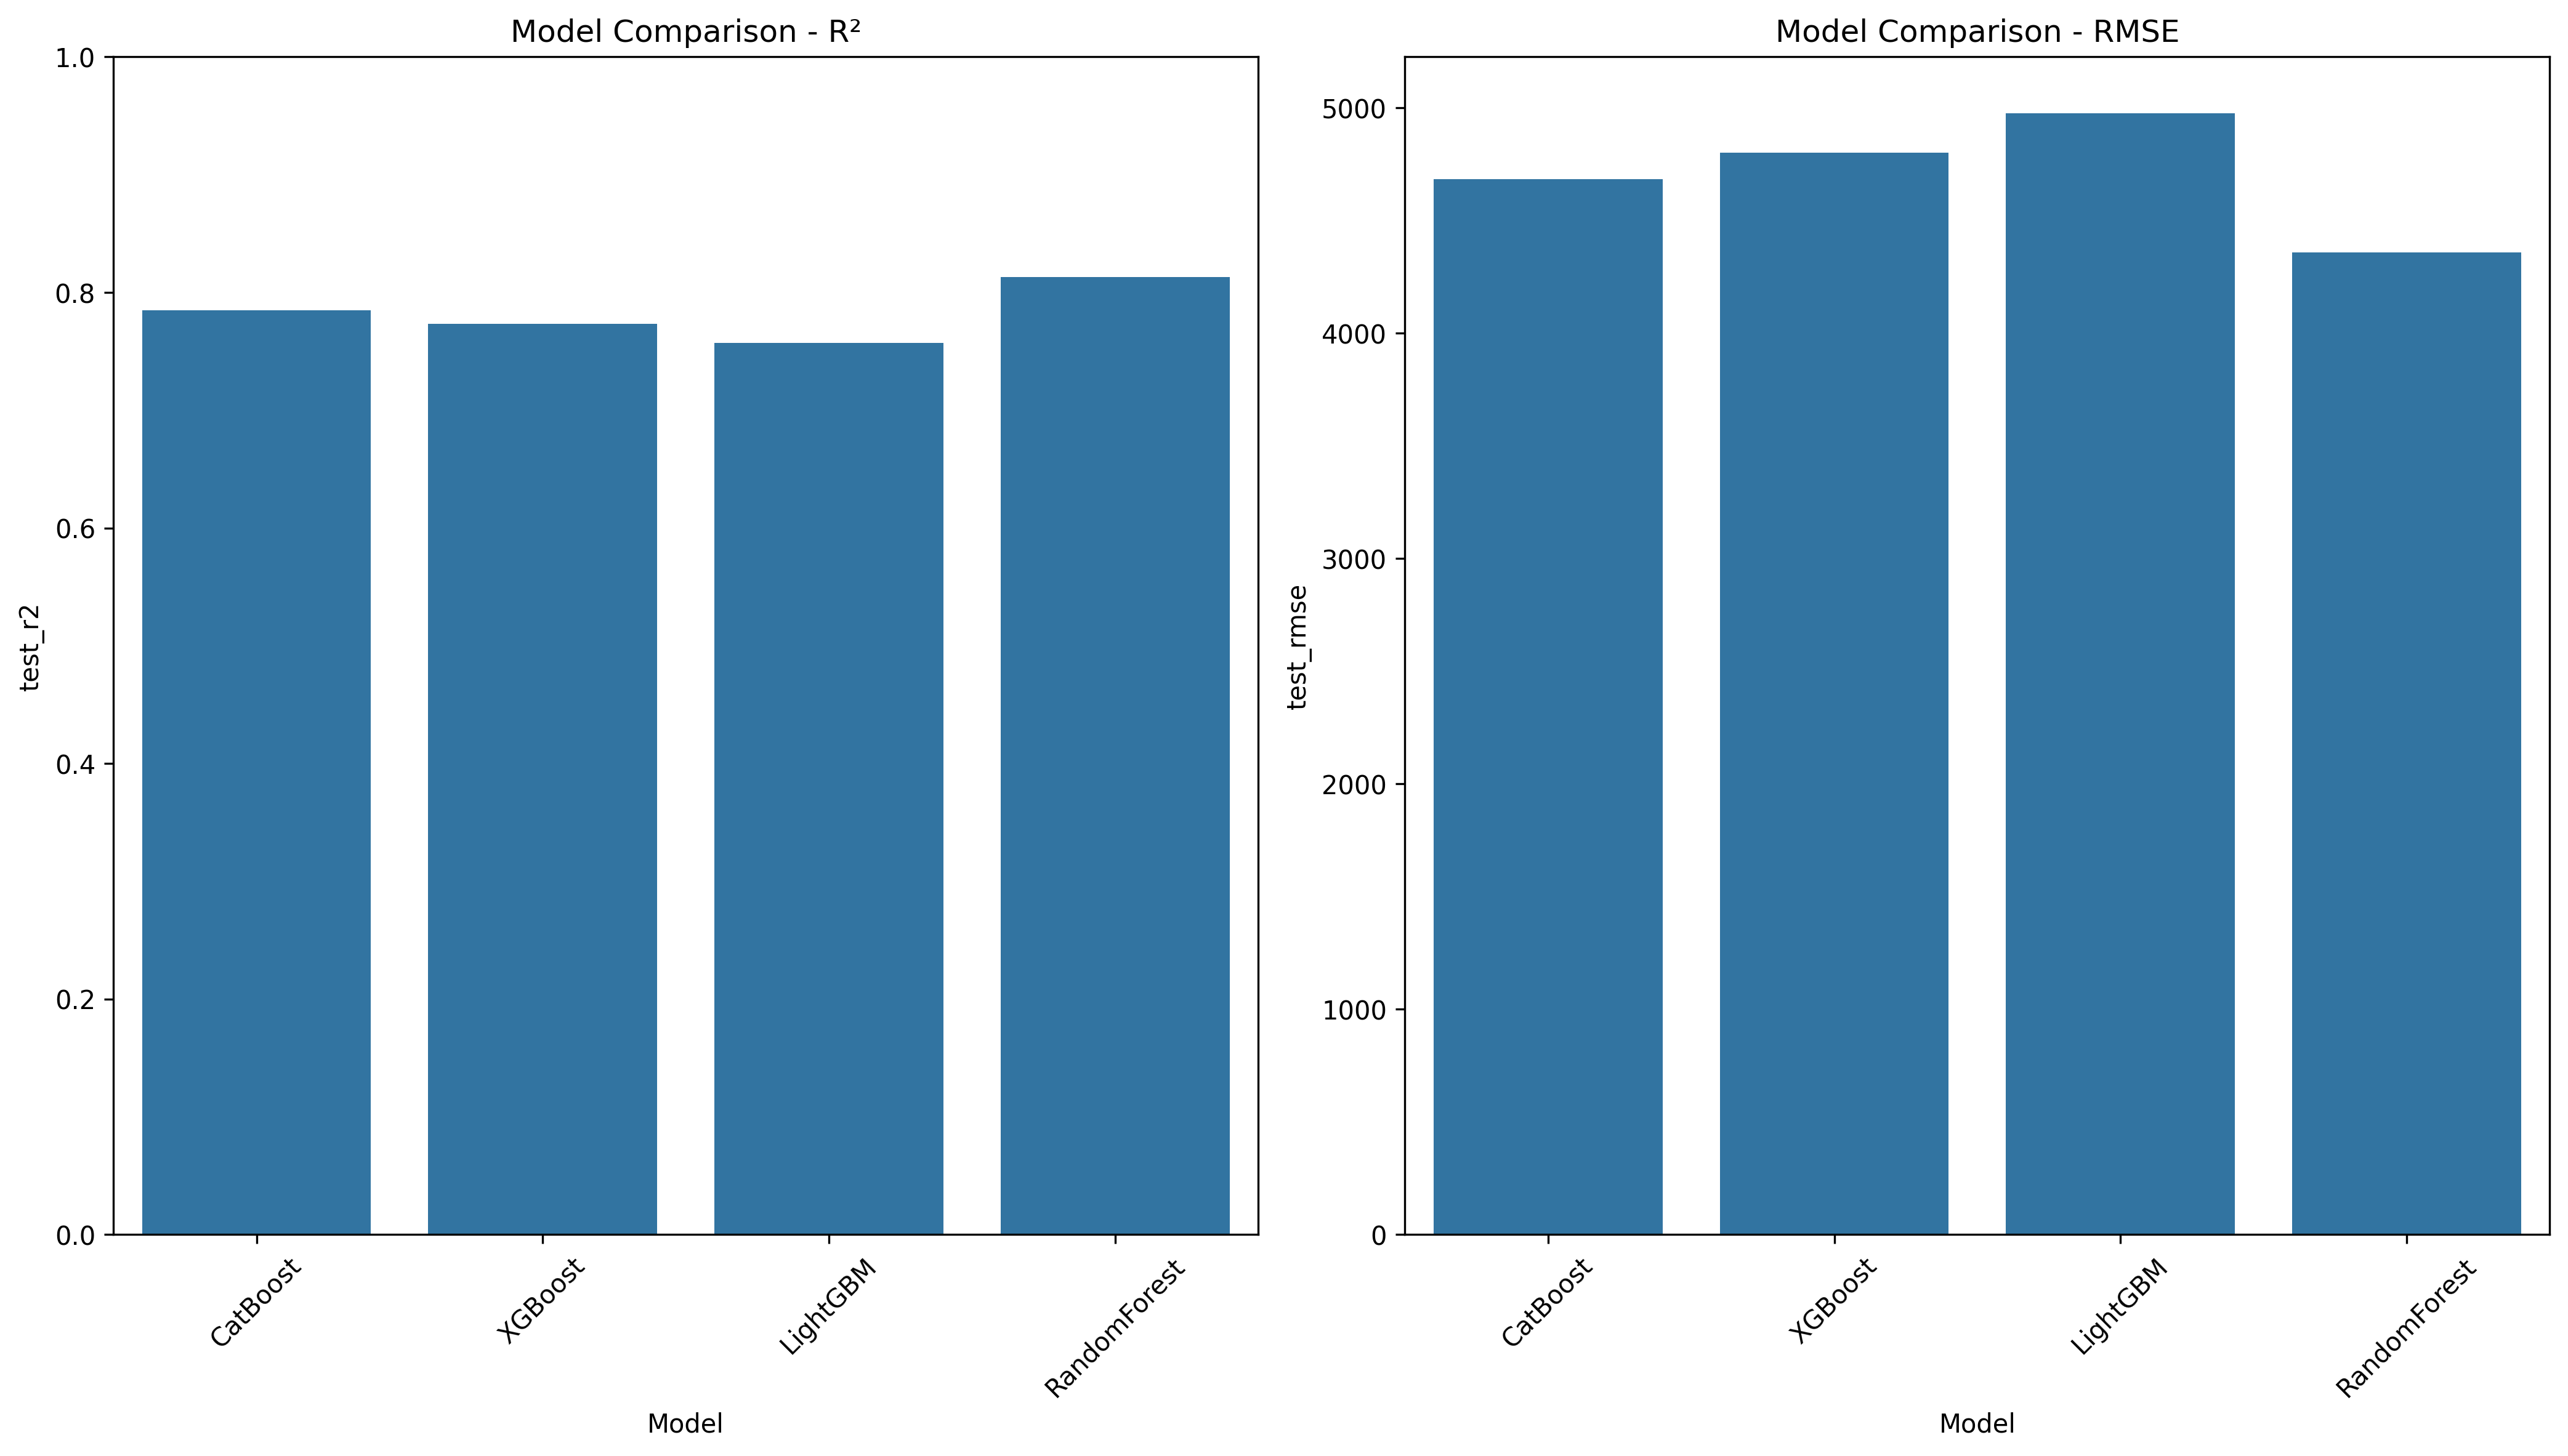 Model Comparison - R²
1.0
0.8
0.6
0.4
0.2
0.0
test_r2
CatBoost
XGBoost
LightGBM
RandomForest
Model
Model Comparison - RMSE
5000
4000
3000
2000
1000
0
test_rmse
CatBoost
XGBoost
LightGBM
RandomForest
Model